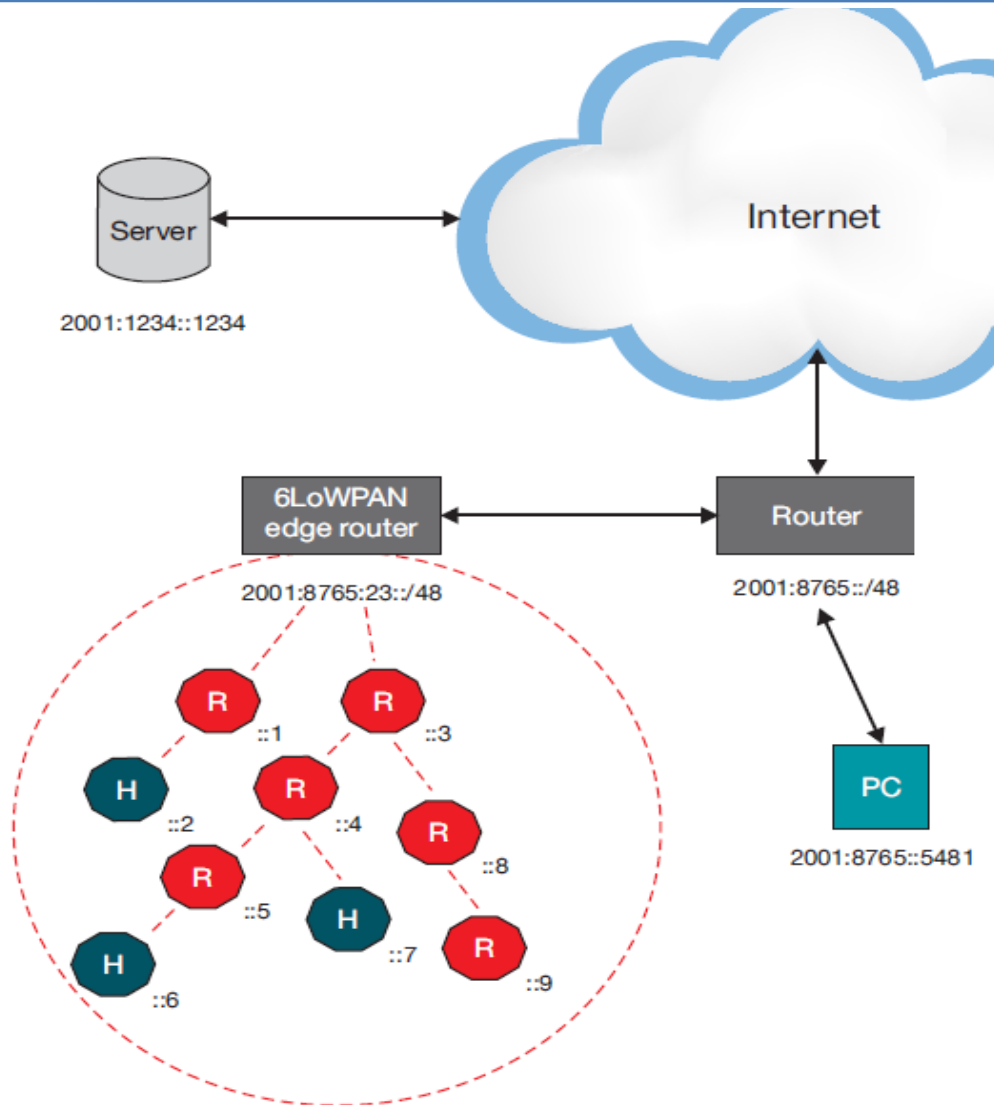 Internet
Server
2001:1234::1234
6LoWPAN
edge router
Router
2001:8765:23::/48
2001:8765::/48
R
R
::1
::3
H
R
PC
::2
::4
R
2001:8765::5481
R
::8
::5
H
R
::7
H
::9
::6